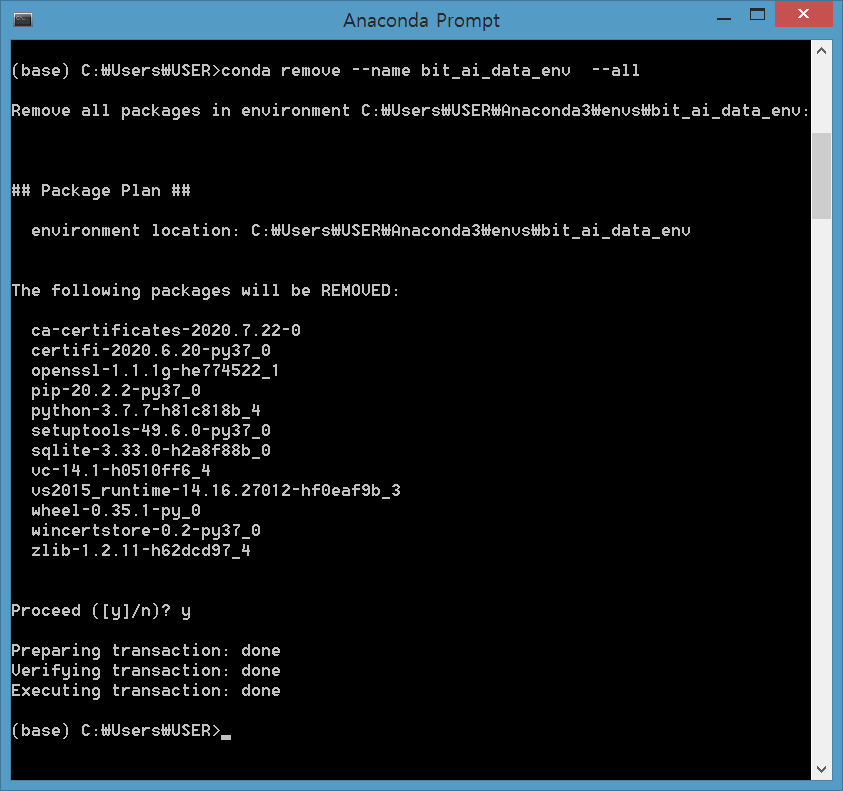 Anaconda Prompt
(base) C:₩Users₩USER>conda remove --name bit_ai_data_env  --all
Remove all packages in environment C:₩Users₩USER₩Anaconda3₩envs₩bit_ai_data_env:
## Package Plan ##
environment location: C:₩Users₩USER₩Anaconda3₩envs₩bit_ai_data_env
The following packages will be REMOVED:
ca-certificates-2020.7.22-0
certifi-2020.6.20-py37_0
openssl-1.1.1g-he774522_1
pip-20.2.2-py37_0
python-3.7.7-h81c818b_4
setuptools-49.6.0-py37_0
sqlite-3.33.0-h2a8f88b_0
vc-14.1-h0510ff6_4
vs2015_runtime-14.16.27012-hf0eaf9b_3
wheel-0.35.1-py_0
wincertstore-0.2-py37_0
zlib-1.2.11-h62dcd97_4
Proceed ([y]/n)? y
Preparing transaction: done
Verifying transaction: done
Executing transaction: done
(base) C:₩Users₩USER>_